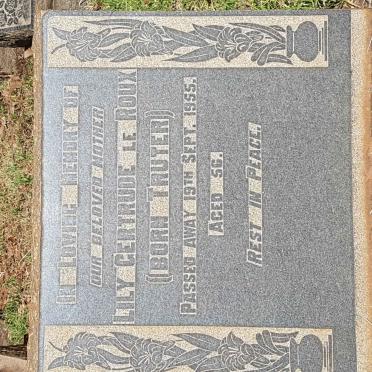 IN LOVING MEMORY OF
OUR BELOVED MOTHER
LILY GERTRUDE LE ROUX
(BORN TRUTER)
PASSED AWAY 19TH SEPT. 1955.
AGED 56.
REST IN PEACE.